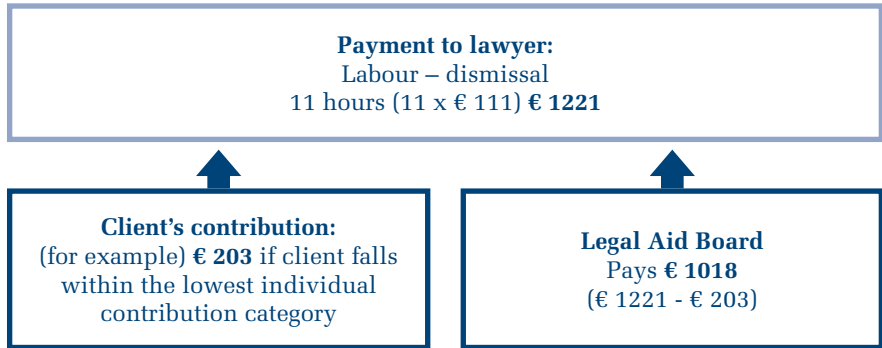 Payment to lawyer:
Labour – dismissal
11 hours (11 x € 111) € 1221
Client's contribution:
(for example) € 203 if client falls
within the lowest individual
contribution category
Legal Aid Board
Pays € 1018
(€ 1221 - € 203)